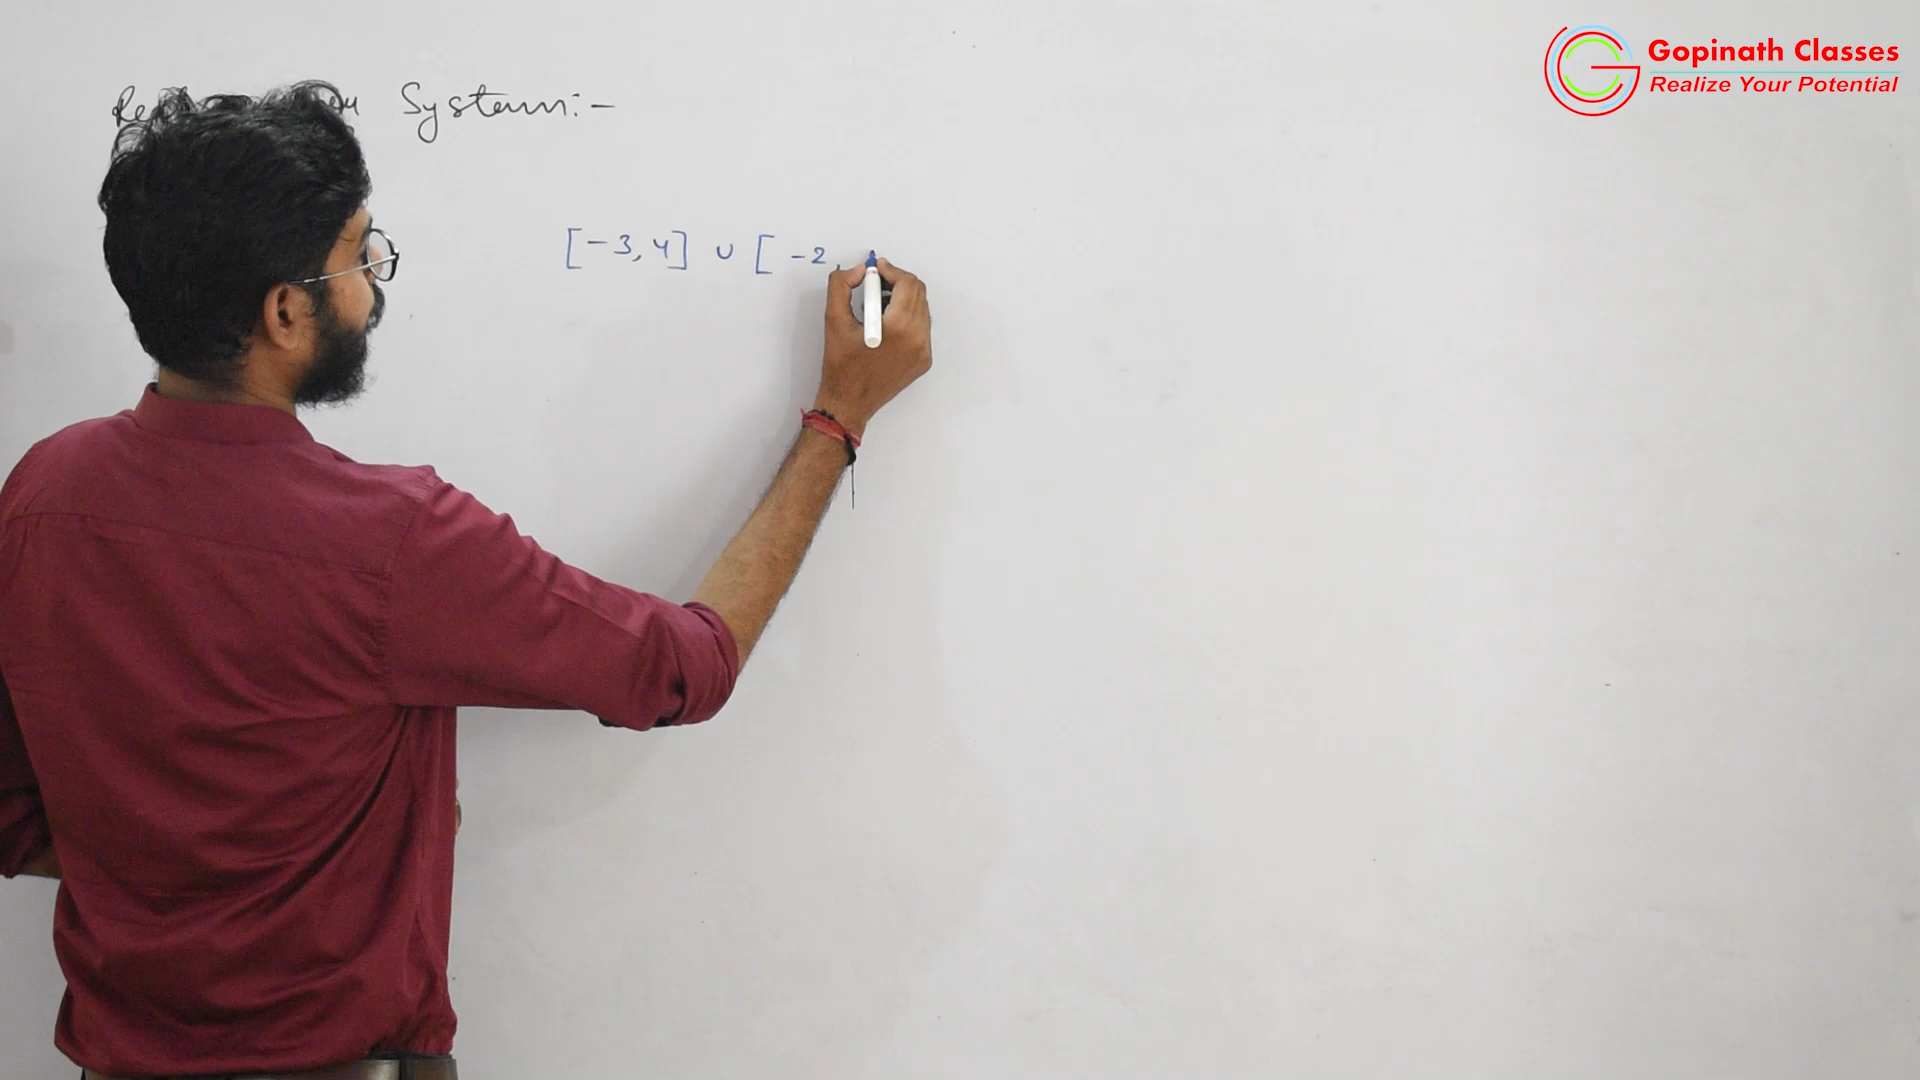 Gopinath Classes
Realize Your Potential
System:-
[-3, 4] ∪ [ -2,